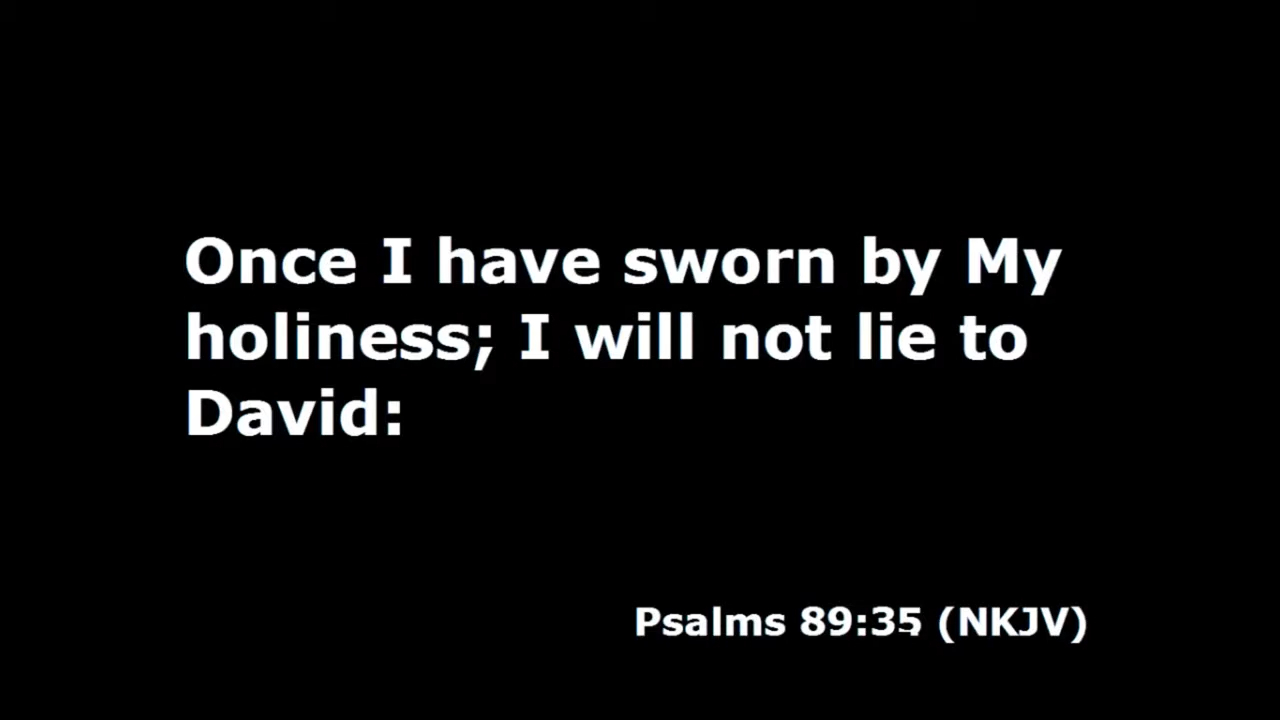 Once I have sworn by My
holiness; I will not lie to
David:
Psalms 89:35 (NKJV)